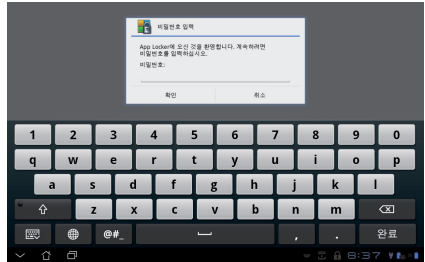 비밀번호 입력
App Locker에 오신 것을 환영합니다. 계속하려면
비밀번호를 입력하십시오.
비밀번호:
확인 취소
1 2 3 4 5 6 7 8 9 0
q w e r t y u i o p
a s d f g h j k l
z x c v b n m
@#_ , . 완료
8:37